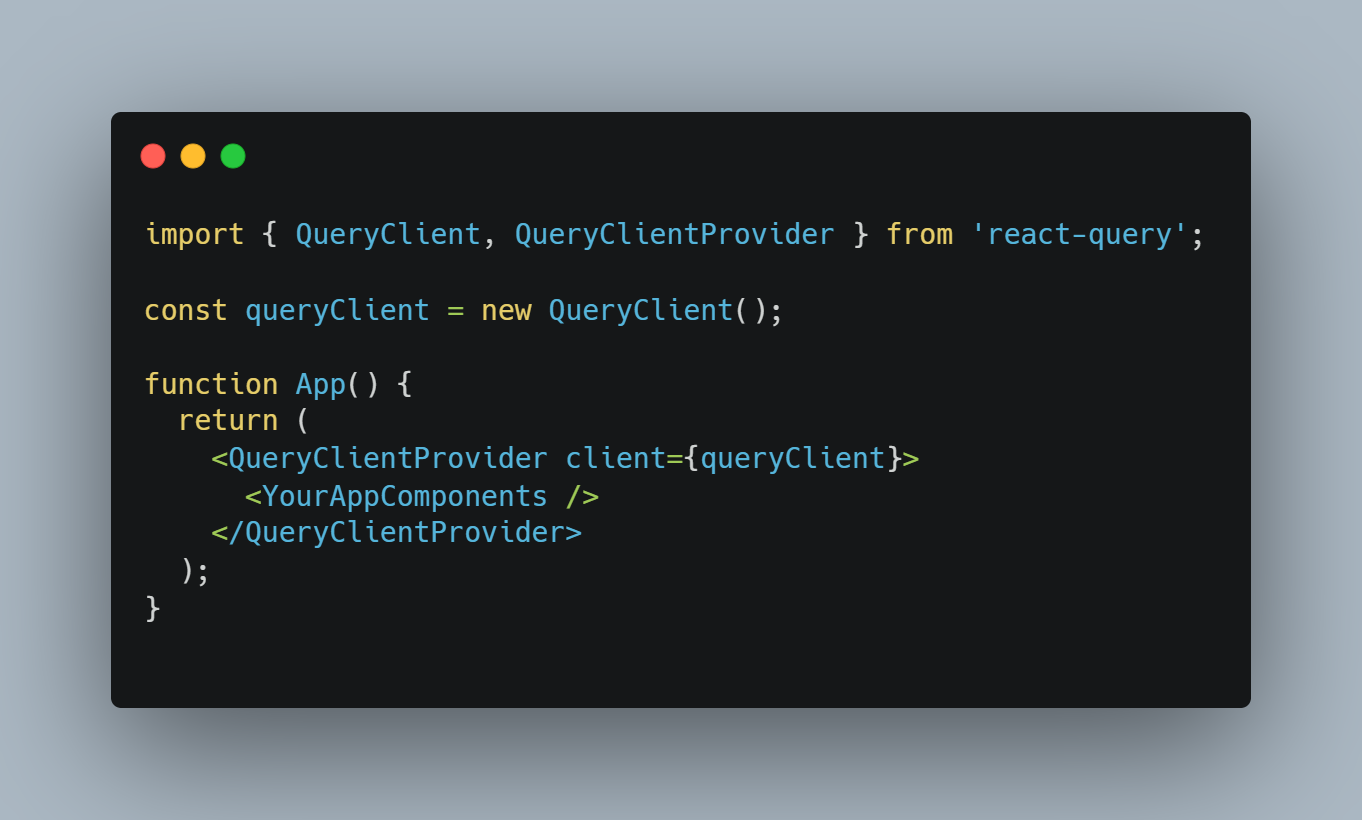 import { QueryClient, QueryClientProvider } from 'react-query';
const queryClient = new QueryClient();
function App() {
  return (
    <QueryClientProvider client={queryClient}>
      <YourAppComponents />
    </QueryClientProvider>
  );
}